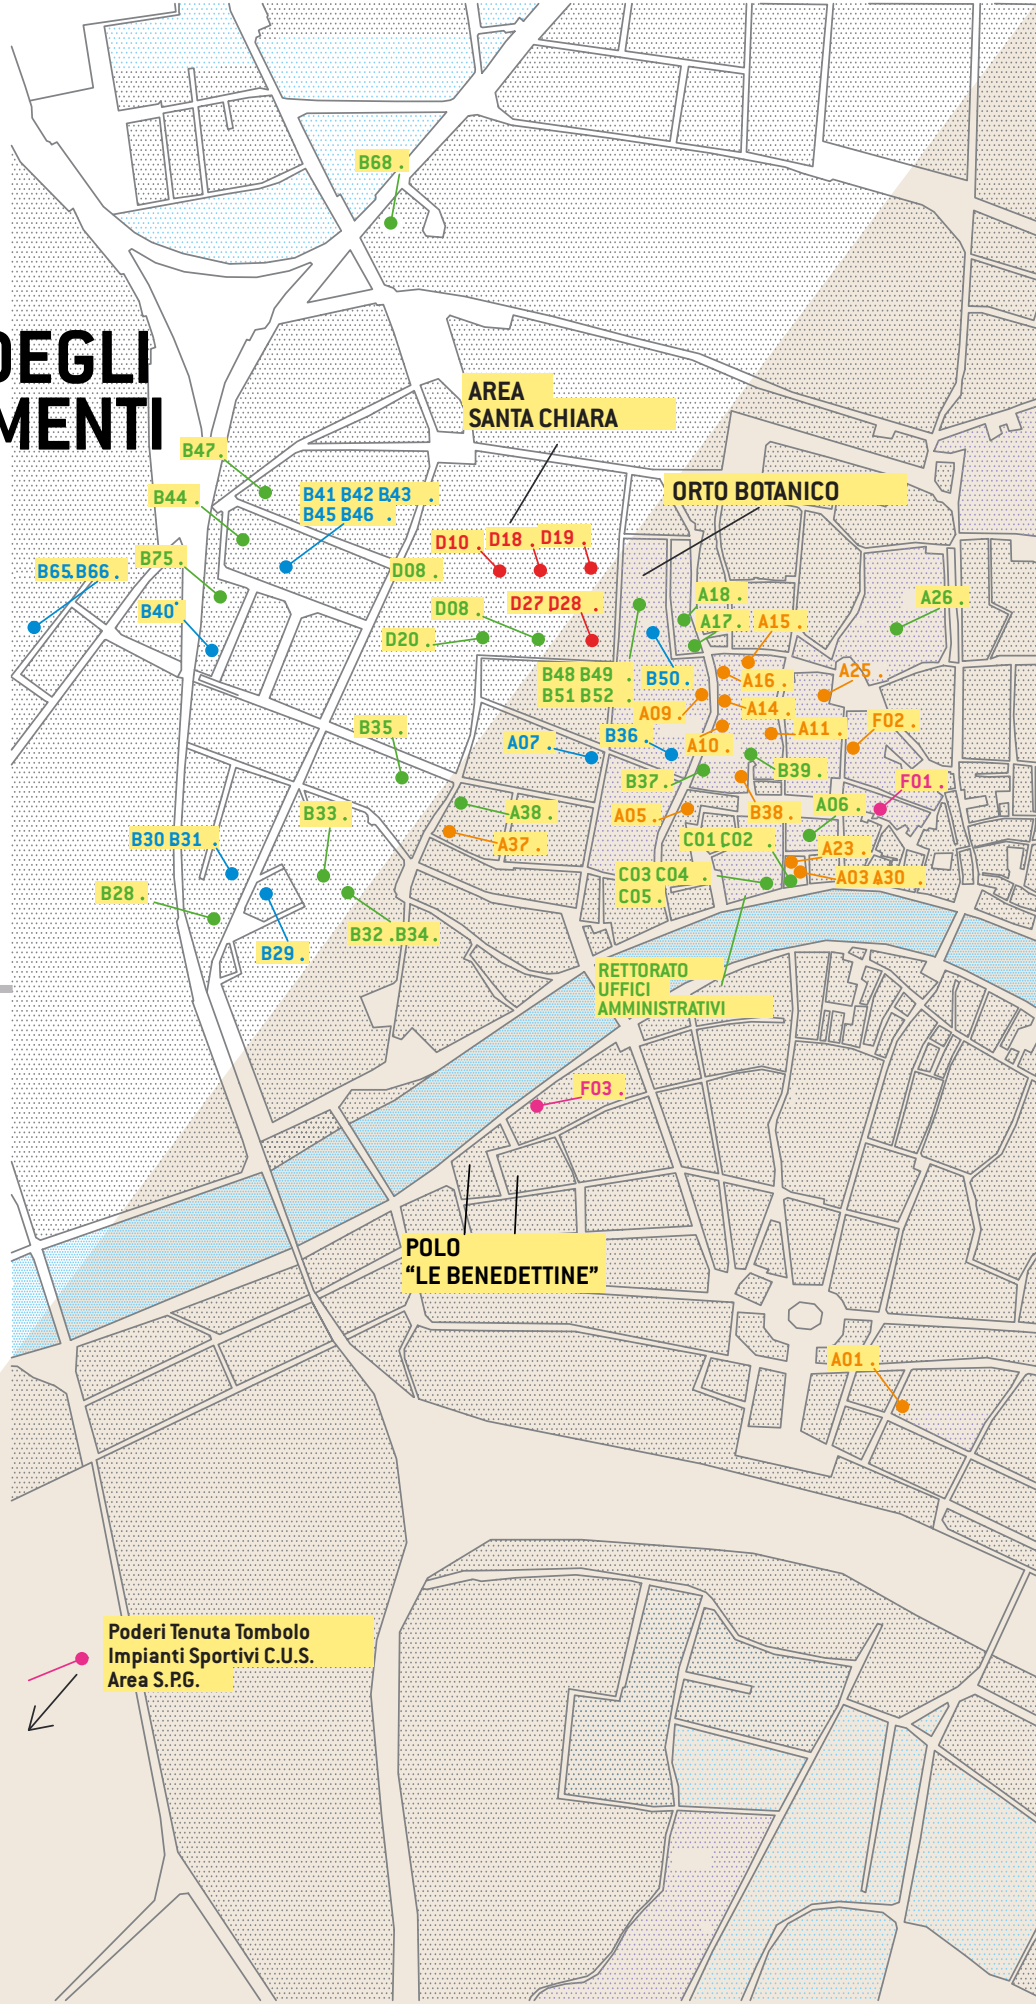 B68 .
DEGLI
MENTI
AREA
SANTA CHIARA
B47.
B44 .
B41 B42 B43 .
B45 B46 .
ORTO BOTANICO
D10 . D18 . D19 .
B75 .
B65 B66 .
D08 .
B40
D08 .
D27 D28 .
D20 .
A18 .
A17 .
A15 .
A26 .
B48 B49 .
B51 B52 .
B50 .
A16 .
A25 .
A09 .
A14 .
B35 .
A07 .
B36 .
A10 .
A11 .
F02 .
B37 .
B39 .
F01 .
B33 .
A38 .
A05 .
B38 .
A06 .
B30 B31 .
A37 .
C01 C02 .
A23 .
B28 .
C03 C04 .
C05 .
A03 A30 .
B32 . B34 .
B29 .
RETTORATO
UFFICI
AMMINISTRATIVI
F03 .
POLO
“LE BENEDETTINE”
A01 .
Poderi Tenuta Tombolo
Impianti Sportivi C.U.S.
Area S.P.G.